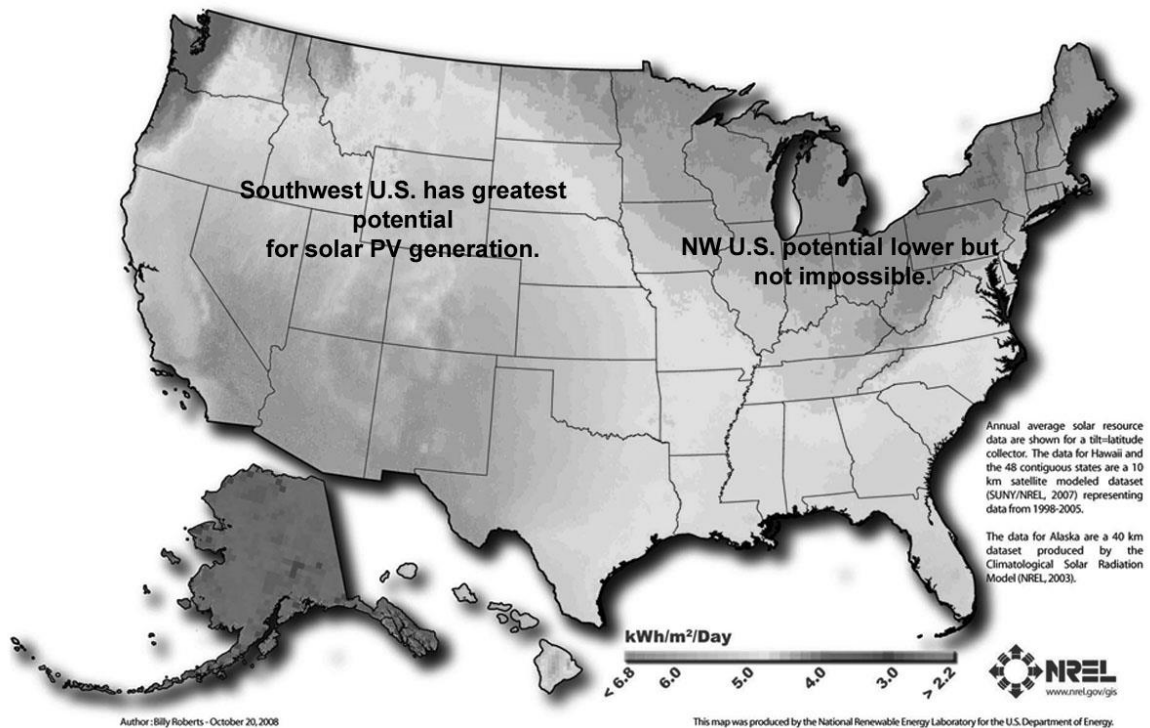 Southwest U.S. has greatest
potential
for solar PV generation.
NW U.S. potential lower but
not impossible.
Annual average solar resource
data are shown for a tilt=latitude
collector. The data for Hawaii and
the 48 contiguous states are a 10
km satellite modeled dataset
(SUNY/NREL, 2007) representing
data from 1998-2005.
The data for Alaska are a 40 km
dataset produced by the
Climatological Solar Radiation
Model (NREL, 2003).
kWh/m²/Day
< 6.8 6.0 5.0 4.0 3.0 > 2.2
NREL
www.nrel.gov/gis
Author : Billy Roberts - October 20, 2008
This map was produced by the National Renewable Energy Laboratory for the U.S. Department of Energy.